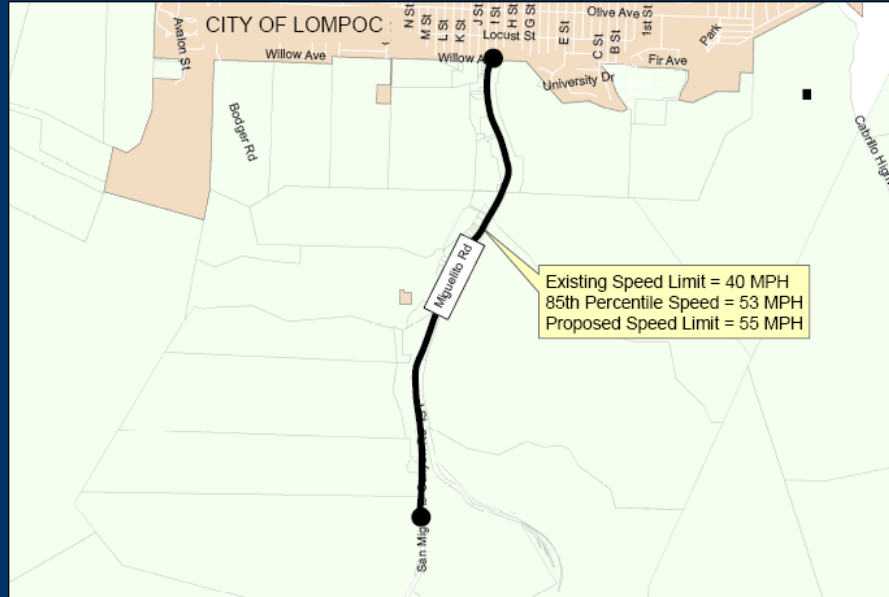 CITY OF LOMPOC
Avalon St
Willow Ave
N St
M St
L St
K St
J St
I St
H St
G St
Locust St
Willow A
Olive Ave
E St
C St
B St
1st St
Park
Fir Ave
University Dr
Bodger Rd
Cabrillo High
Miguelito Rd
Existing Speed Limit = 40 MPH
85th Percentile Speed = 53 MPH
Proposed Speed Limit = 55 MPH
San Mig